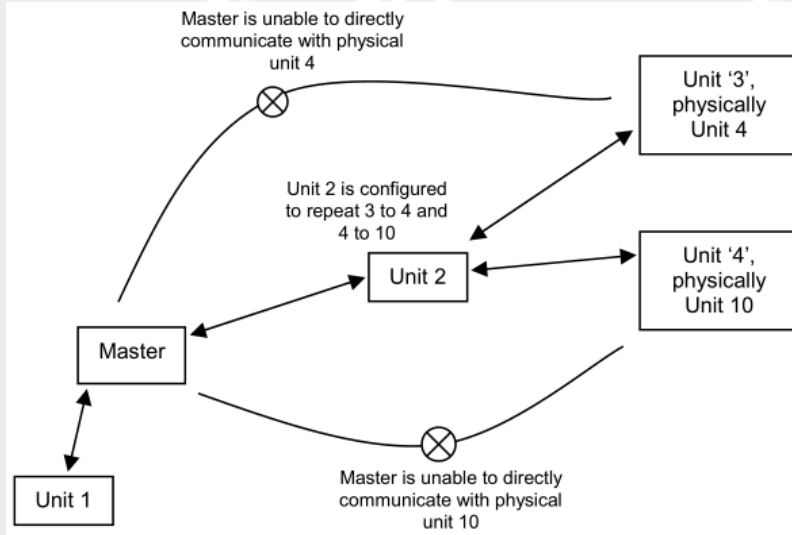 Master is unable to directly
communicate with physical
unit 4
Unit ‘3’,
physically
Unit 4
Unit 2 is configured
to repeat 3 to 4 and
4 to 10
Unit 2
Unit ‘4’,
physically
Unit 10
Master
Unit 1
Master is unable to directly
communicate with physical
unit 10